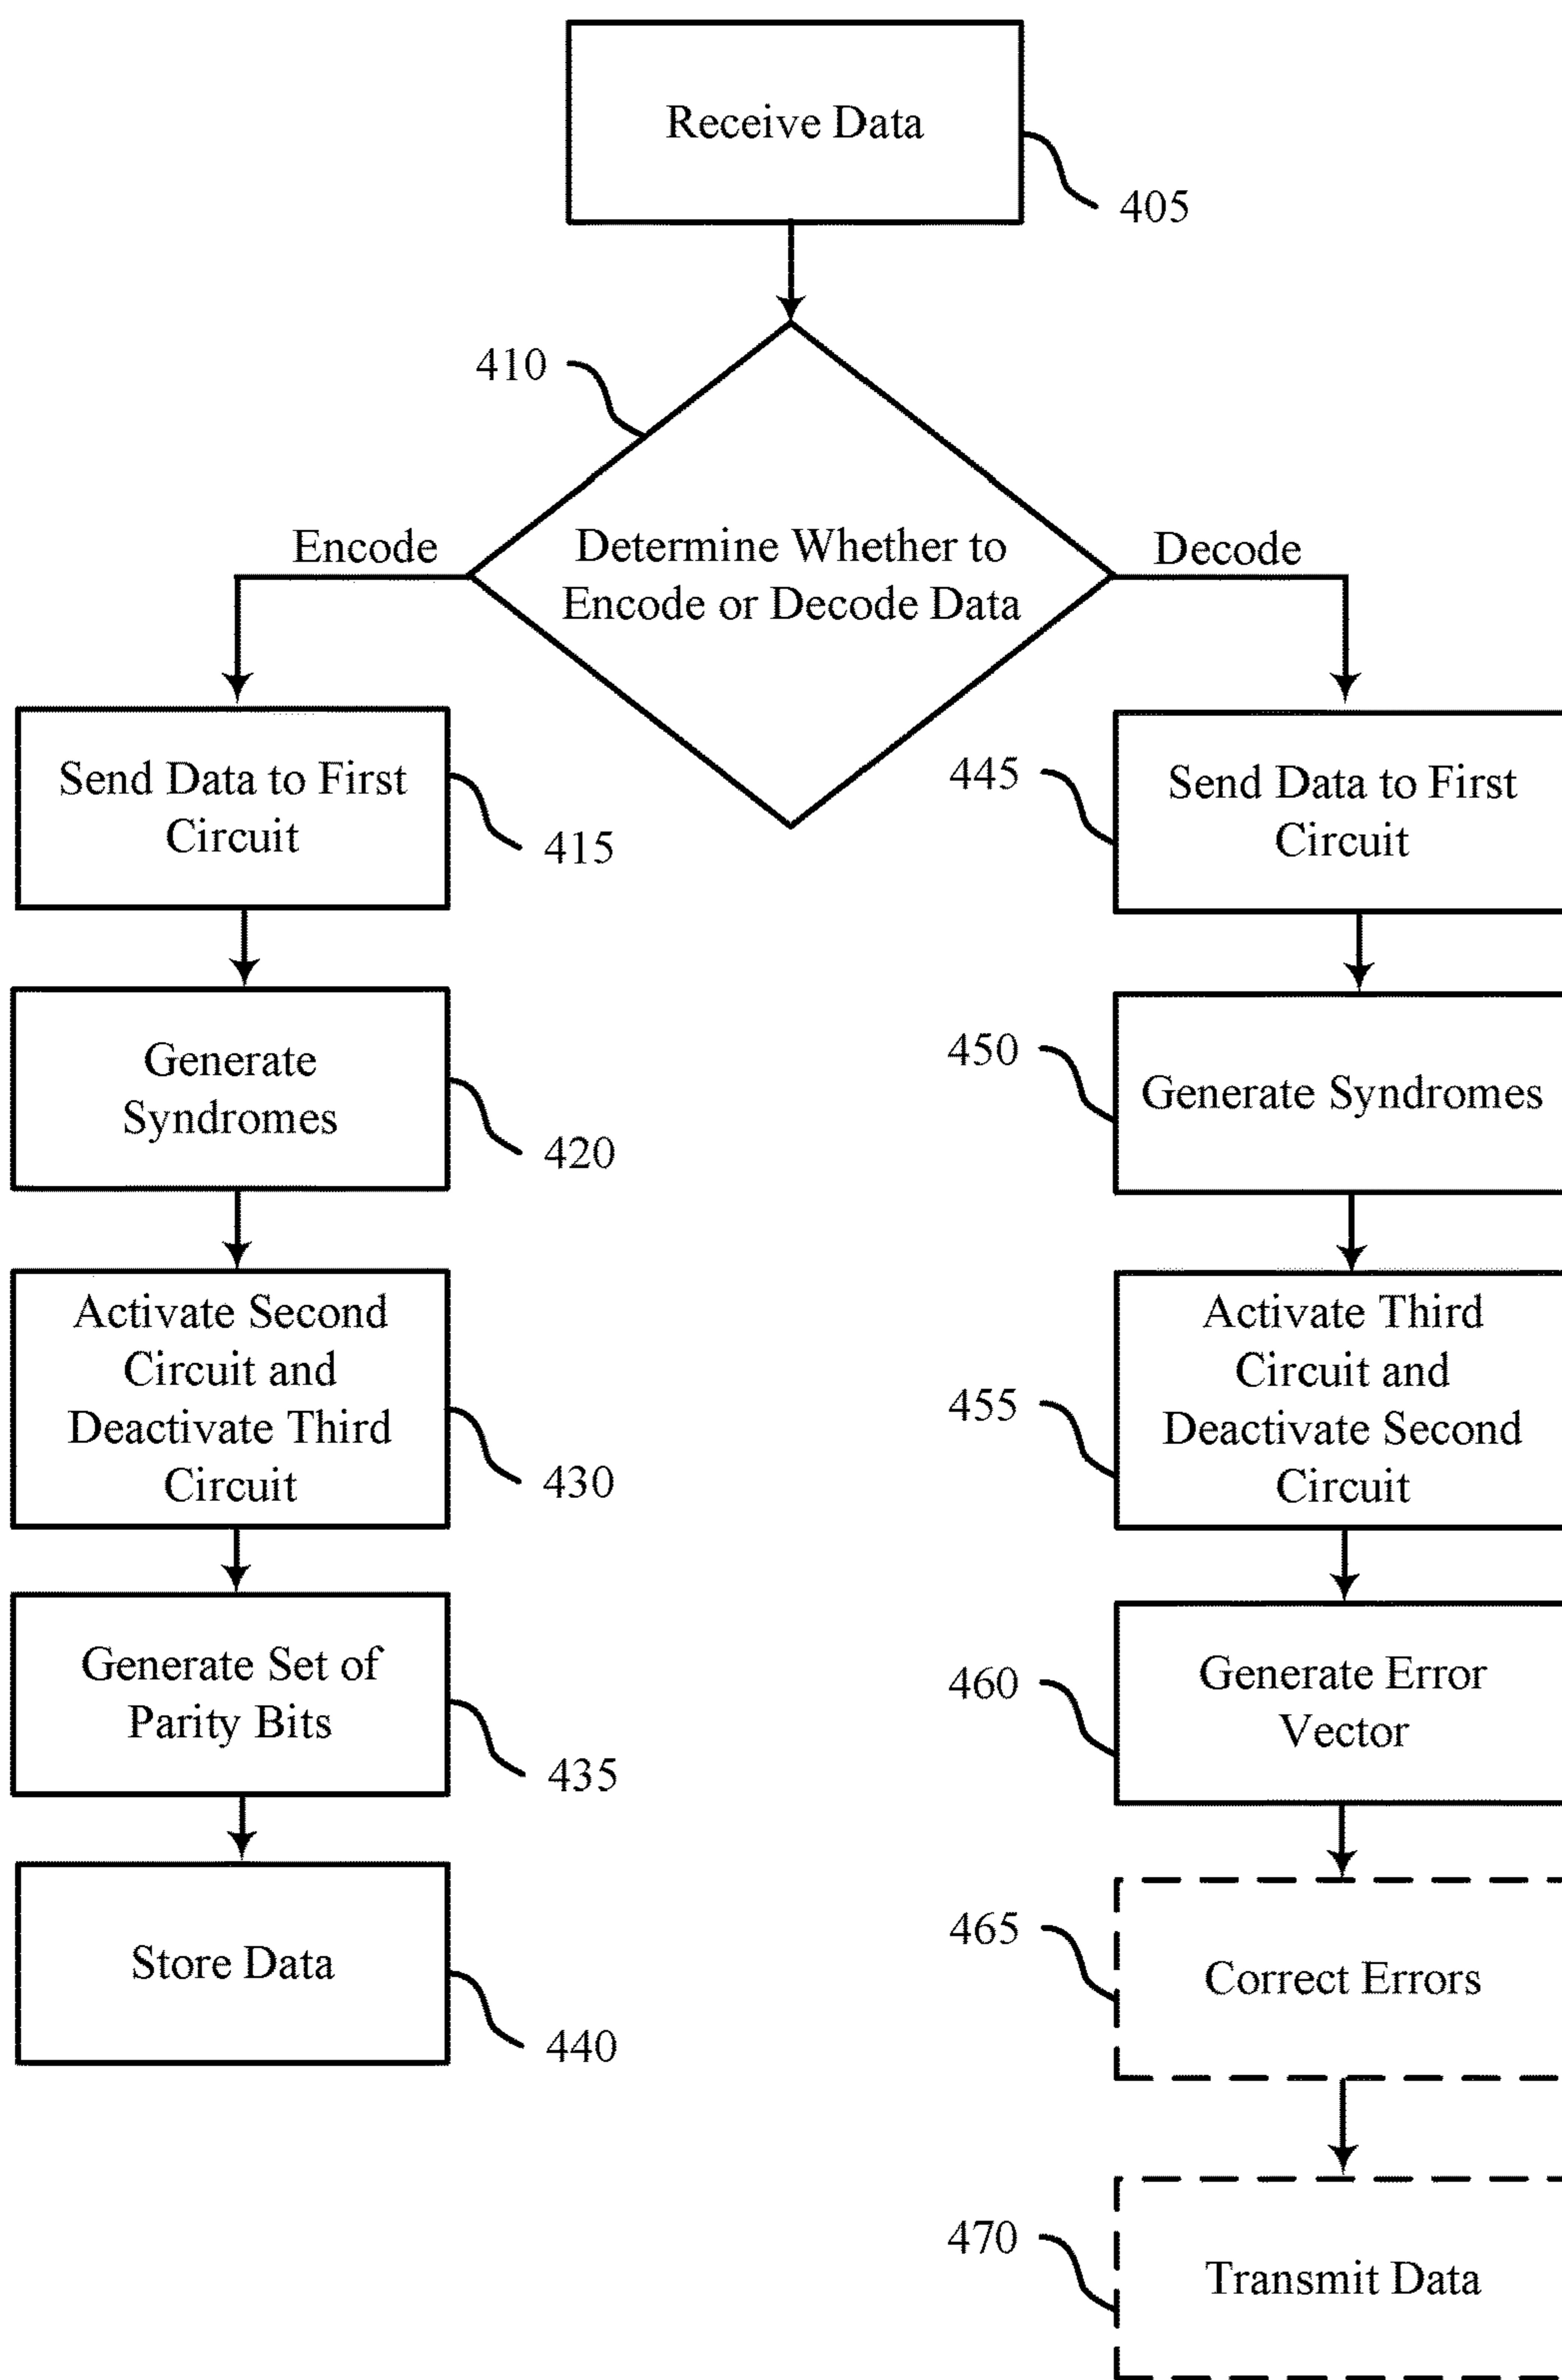 Receive Data
405
410
Encode
Determine Whether to
Encode or Decode Data
Decode
Send Data to First
Circuit
415
Generate
Syndromes
420
Activate Second
Circuit and
Deactivate Third
Circuit
430
Generate Set of
Parity Bits
435
Store Data
440
445
Send Data to First
Circuit
450
Generate Syndromes
455
Activate Third
Circuit and
Deactivate Second
Circuit
460
Generate Error
Vector
465
Correct Errors
470
Transmit Data